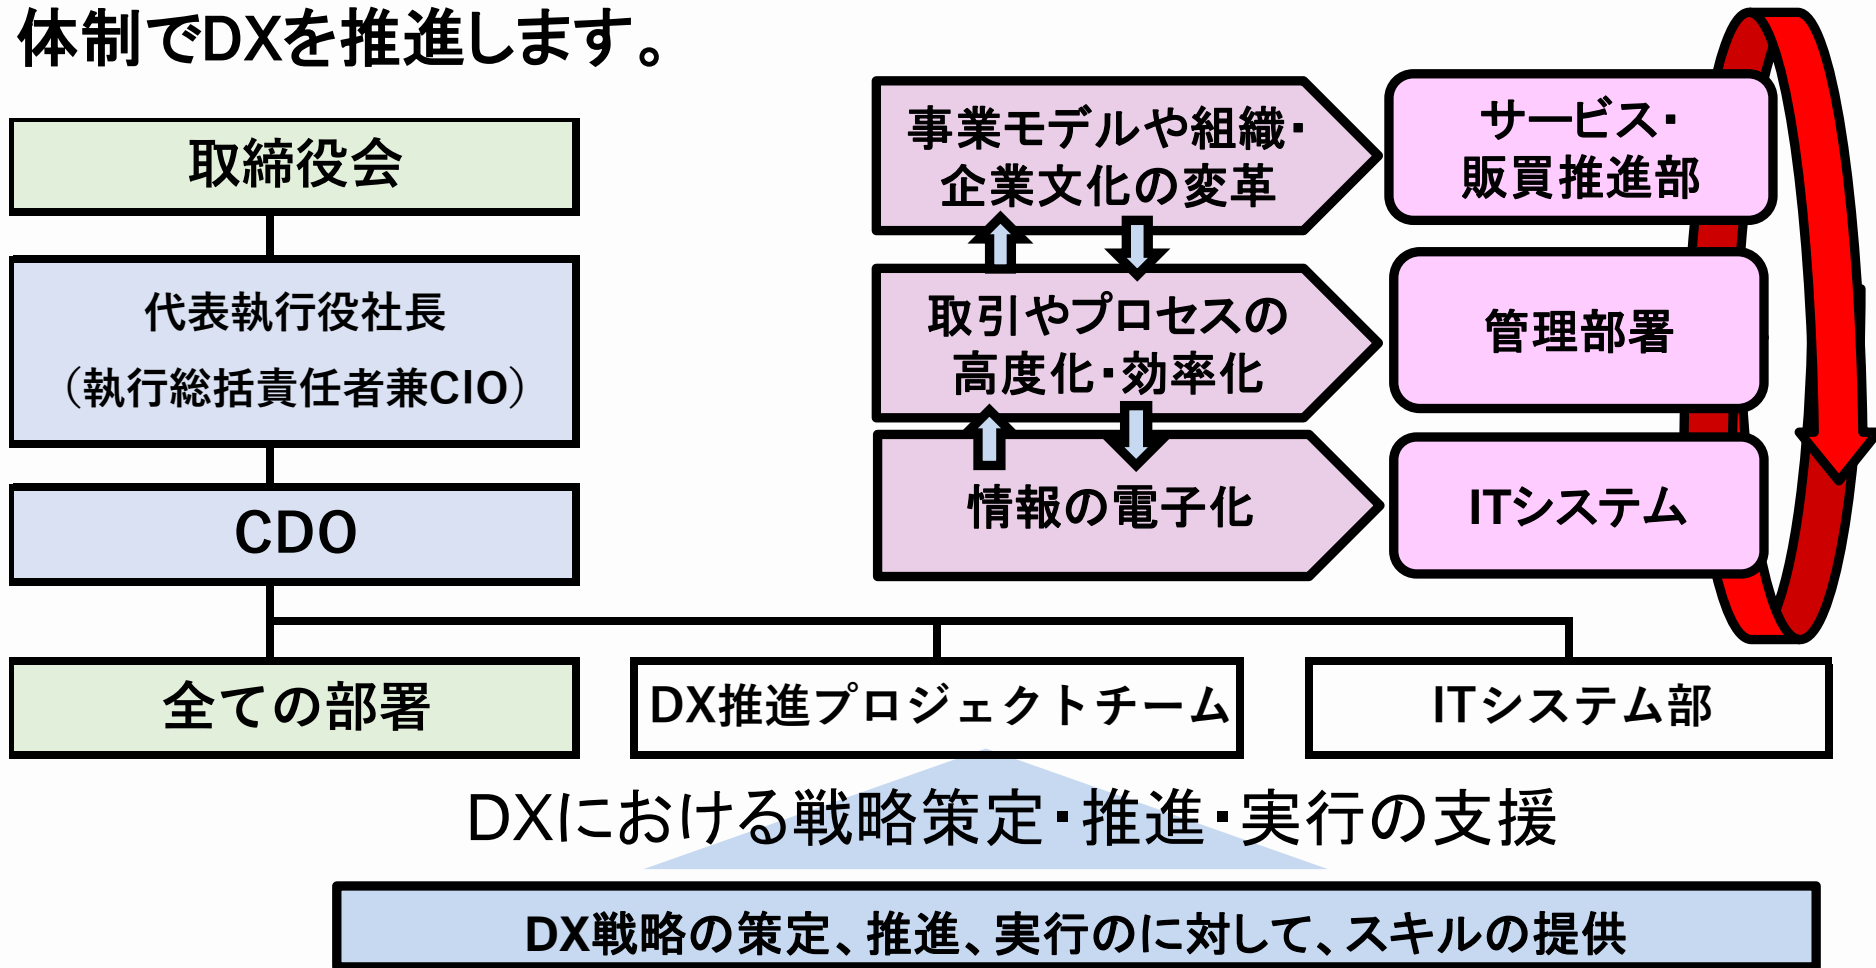 体制でDXを推進します。
取締役会
代表執行役社長
（執行総括責任者兼CIO）
CDO
事業モデルや組織・
企業文化の変革
サービス・
販買推進部
取引やプロセスの
高度化・効率化
管理部署
情報の電子化
ITシステム
全ての部署
DX推進プロジェクトチーム
ITシステム部
DXにおける戦略策定・推進・実行の支援
DX戦略の策定、推進、実行のに対して、スキルの提供